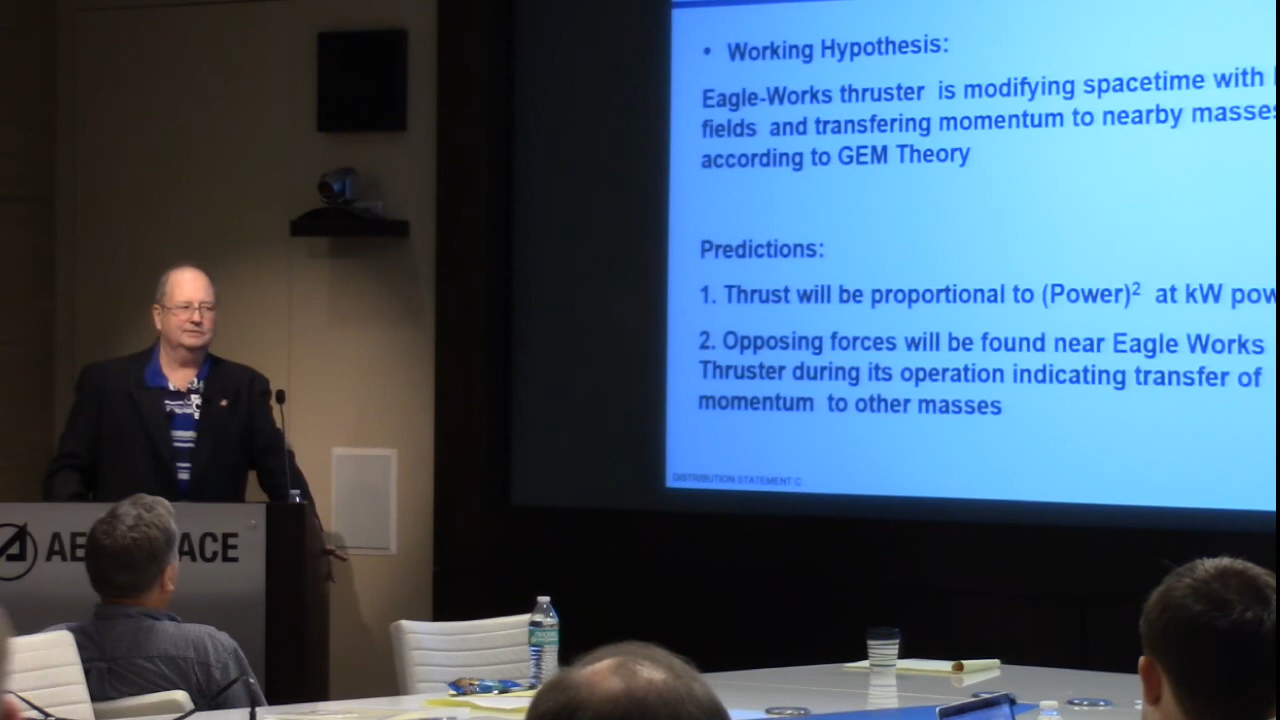 • Working Hypothesis:
Eagle-Works thruster is modifying spacetime with
fields and transfering momentum to nearby masses
according to GEM Theory
Predictions:
1. Thrust will be proportional to (Power)² at kW pow
2. Opposing forces will be found near Eagle Works
Thruster during its operation indicating transfer of
momentum to other masses
DISTRIBUTION STATEMENT C
AE ACE